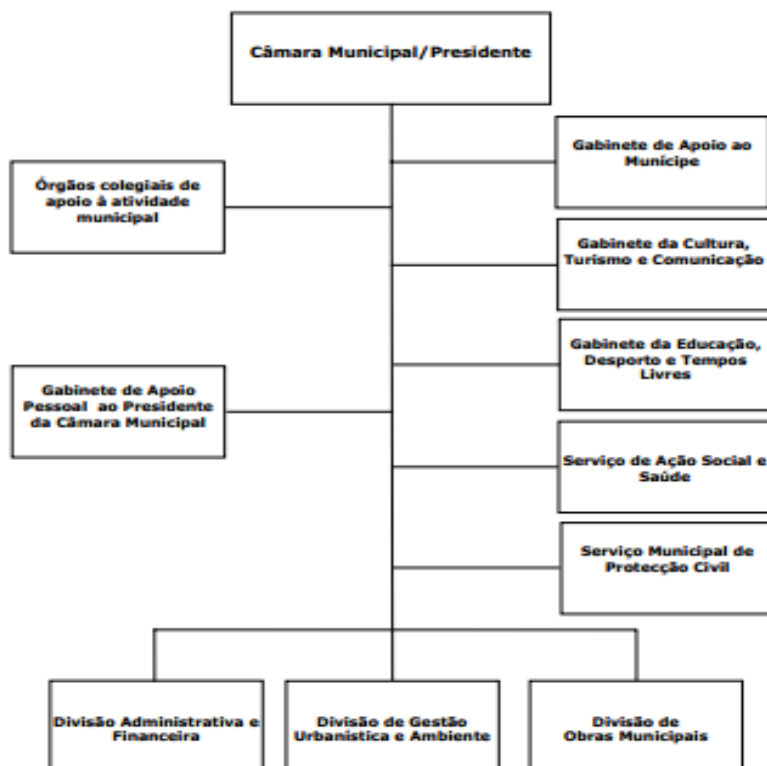 Câmara Municipal/Presidente
Gabinete de Apoio ao
Munícipe
Órgãos colegiais de
apoio à atividade
municipal
Gabinete da Cultura,
Turismo e Comunicação
Gabinete da Educação,
Desporto e Tempos
Livres
Gabinete de Apoio
Pessoal ao Presidente
da Câmara Municipal
Serviço de Ação Social e
Saúde
Serviço Municipal de
Protecção Civil
Divisão Administrativa e
Financeira
Divisão de Gestão
Urbanística e Ambiente
Divisão de
Obras Municipais